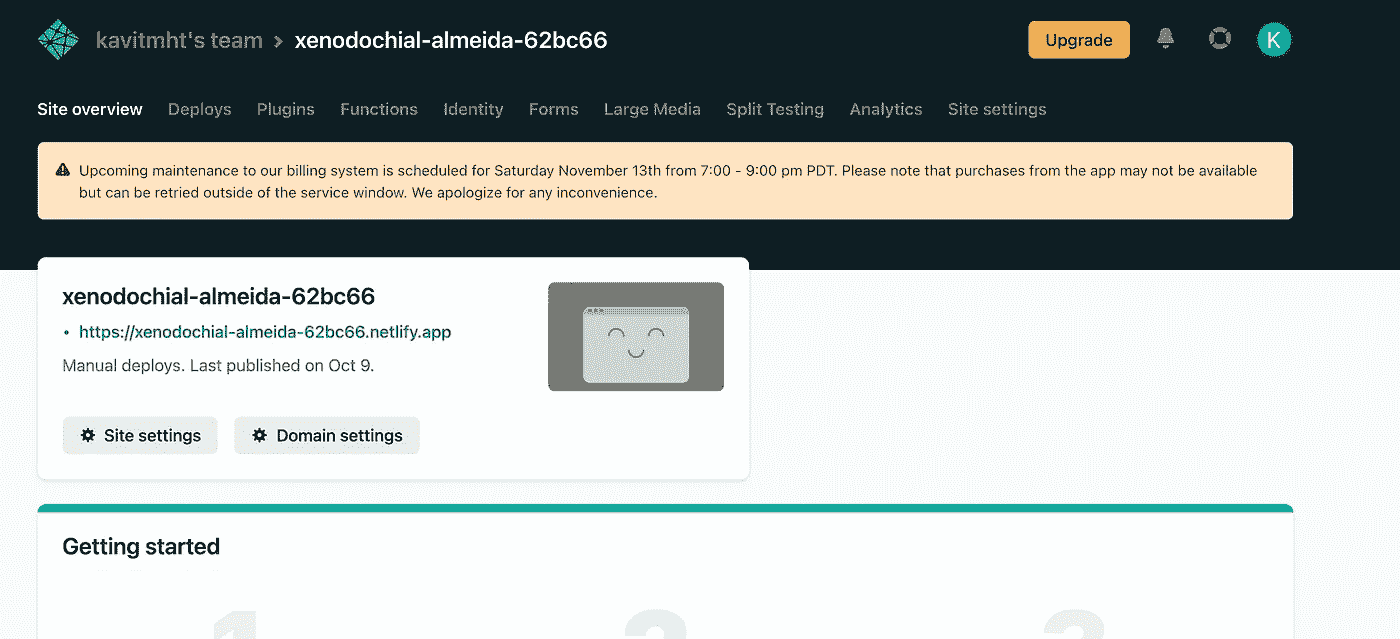 kavitmht's team > xenodochial-almeida-62bc66
Upgrade
K
Site overview Deploys Plugins Functions Identity Forms Large Media Split Testing Analytics Site settings
Upcoming maintenance to our billing system is scheduled for Saturday November 13th from 7:00 - 9:00 pm PDT. Please note that purchases from the app may not be available
but can be retried outside of the service window. We apologize for any inconvenience.
xenodochial-almeida-62bc66
• https://xenodochial-almeida-62bc66.netlify.app
Manual deploys. Last published on Oct 9.
Site settings Domain settings
Getting started
1 2 3